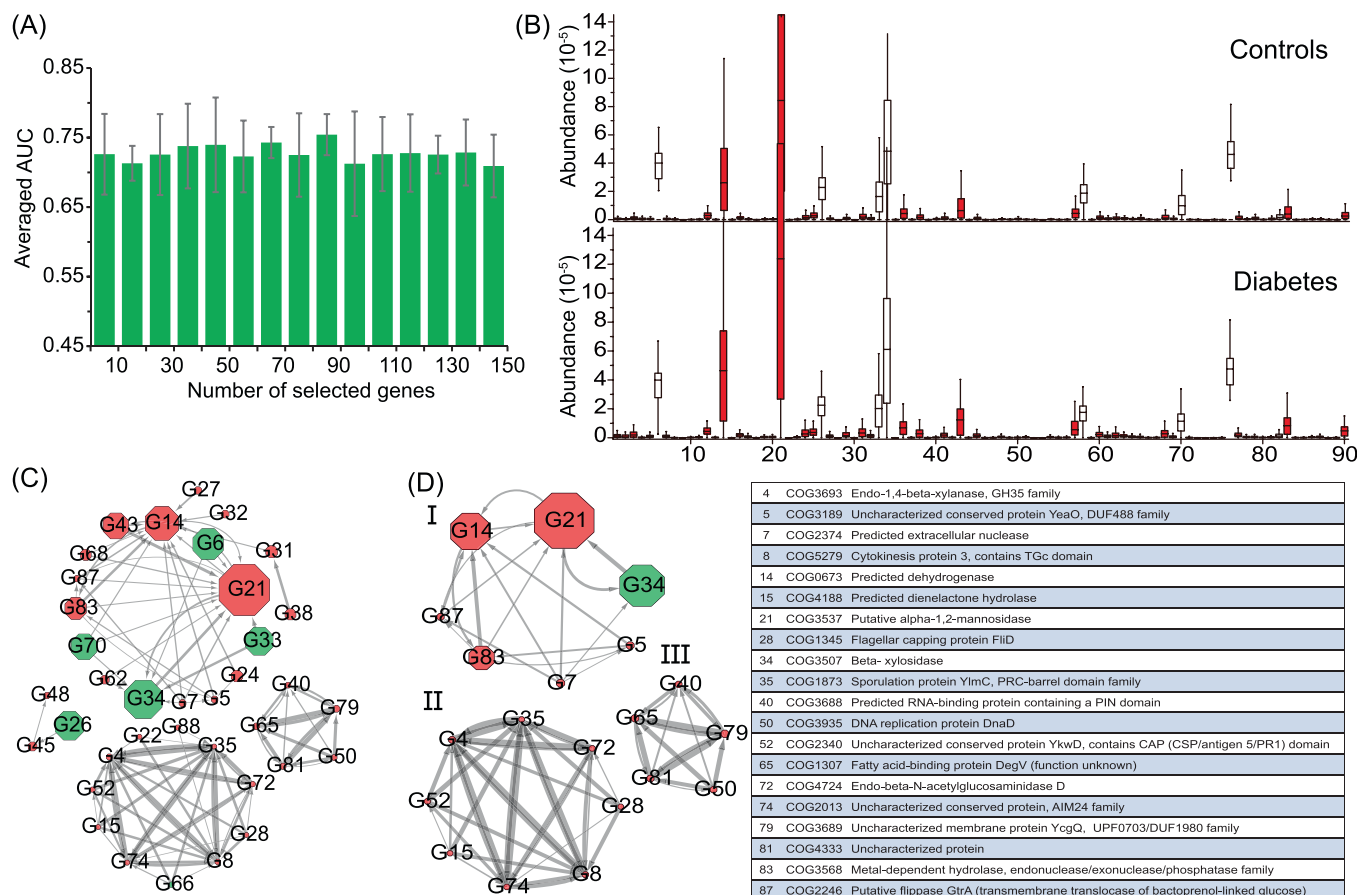 (A)
0.85
0.75
0.65
0.55
0.45
Averaged AUC
10 30 50 70 90 110 130 150
Number of selected genes
(B)
14
12
10
8
6
4
2
0
Abundance (10-5)
Controls
14
12
10
8
6
4
2
0
Abundance (10-5)
Diabetes
10 20 30 40 50 60 70 80 90
(C)
G27
G43 G14 G32
G6
G68 G31
G87
G21
G83 G38
G70 G33
G62 G24
G48 G34 G7 G5 G40
G26 G88 G79
G45 G22 G35 G65
G4 G81 G50
G52 G72
G15 G28
G74 G8
G66
(D)
I
G21
G14
G34
G87
G83 G5
G7
III
G40
G65
G79
G81
G50
II
G35
G4 G72
G52 G28
G15
G74 G8
4 COG3693 Endo-1,4-beta-xylanase, GH35 family
5 COG3189 Uncharacterized conserved protein YeaO, DUF488 family
7 COG2374 Predicted extracellular nuclease
8 COG5279 Cytokinesis protein 3, contains TGc domain
14 COG0673 Predicted dehydrogenase
15 COG4188 Predicted dienelactone hydrolase
21 COG3537 Putative alpha-1,2-mannosidase
28 COG1345 Flagellar capping protein FliD
34 COG3507 Beta- xylosidase
35 COG1873 Sporulation protein YlmC, PRC-barrel domain family
40 COG3688 Predicted RNA-binding protein containing a PIN domain
50 COG3935 DNA replication protein DnaD
52 COG2340 Uncharacterized conserved protein YkwD, contains CAP (CSP/antigen 5/PR1) domain
65 COG1307 Fatty acid-binding protein DegV (function unknown)
72 COG4724 Endo-beta-N-acetylglucosaminidase D
74 COG2013 Uncharacterized conserved protein, AIM24 family
79 COG3689 Uncharacterized membrane protein YcgQ, UPF0703/DUF1980 family
81 COG4333 Uncharacterized protein
83 COG3568 Metal-dependent hydrolase, endonuclease/exonuclease/phosphatase family
87 COG2246 Putative flippase GtrA (transmembrane translocase of bactoprenol-linked glucose)